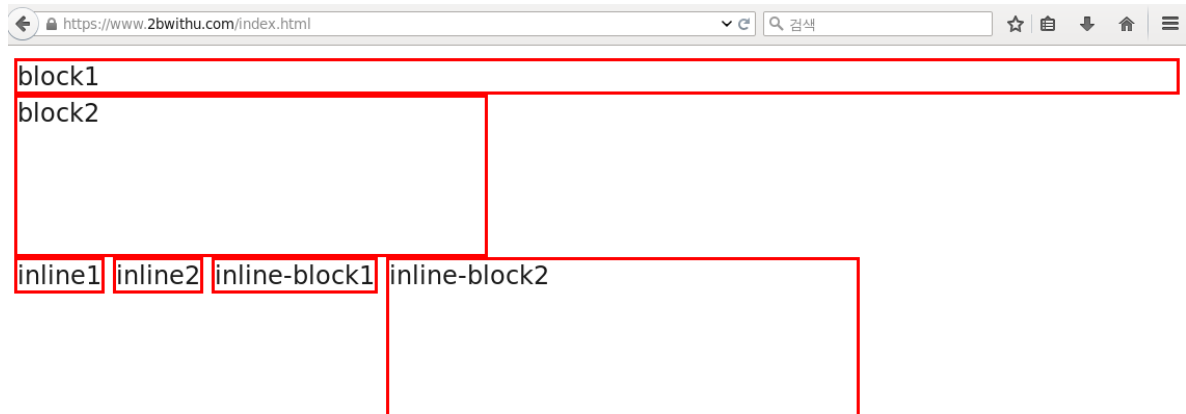 https://www.2bwithu.com/index.html 검색
block1
block2
inline1 inline2 inline-block1 inline-block2